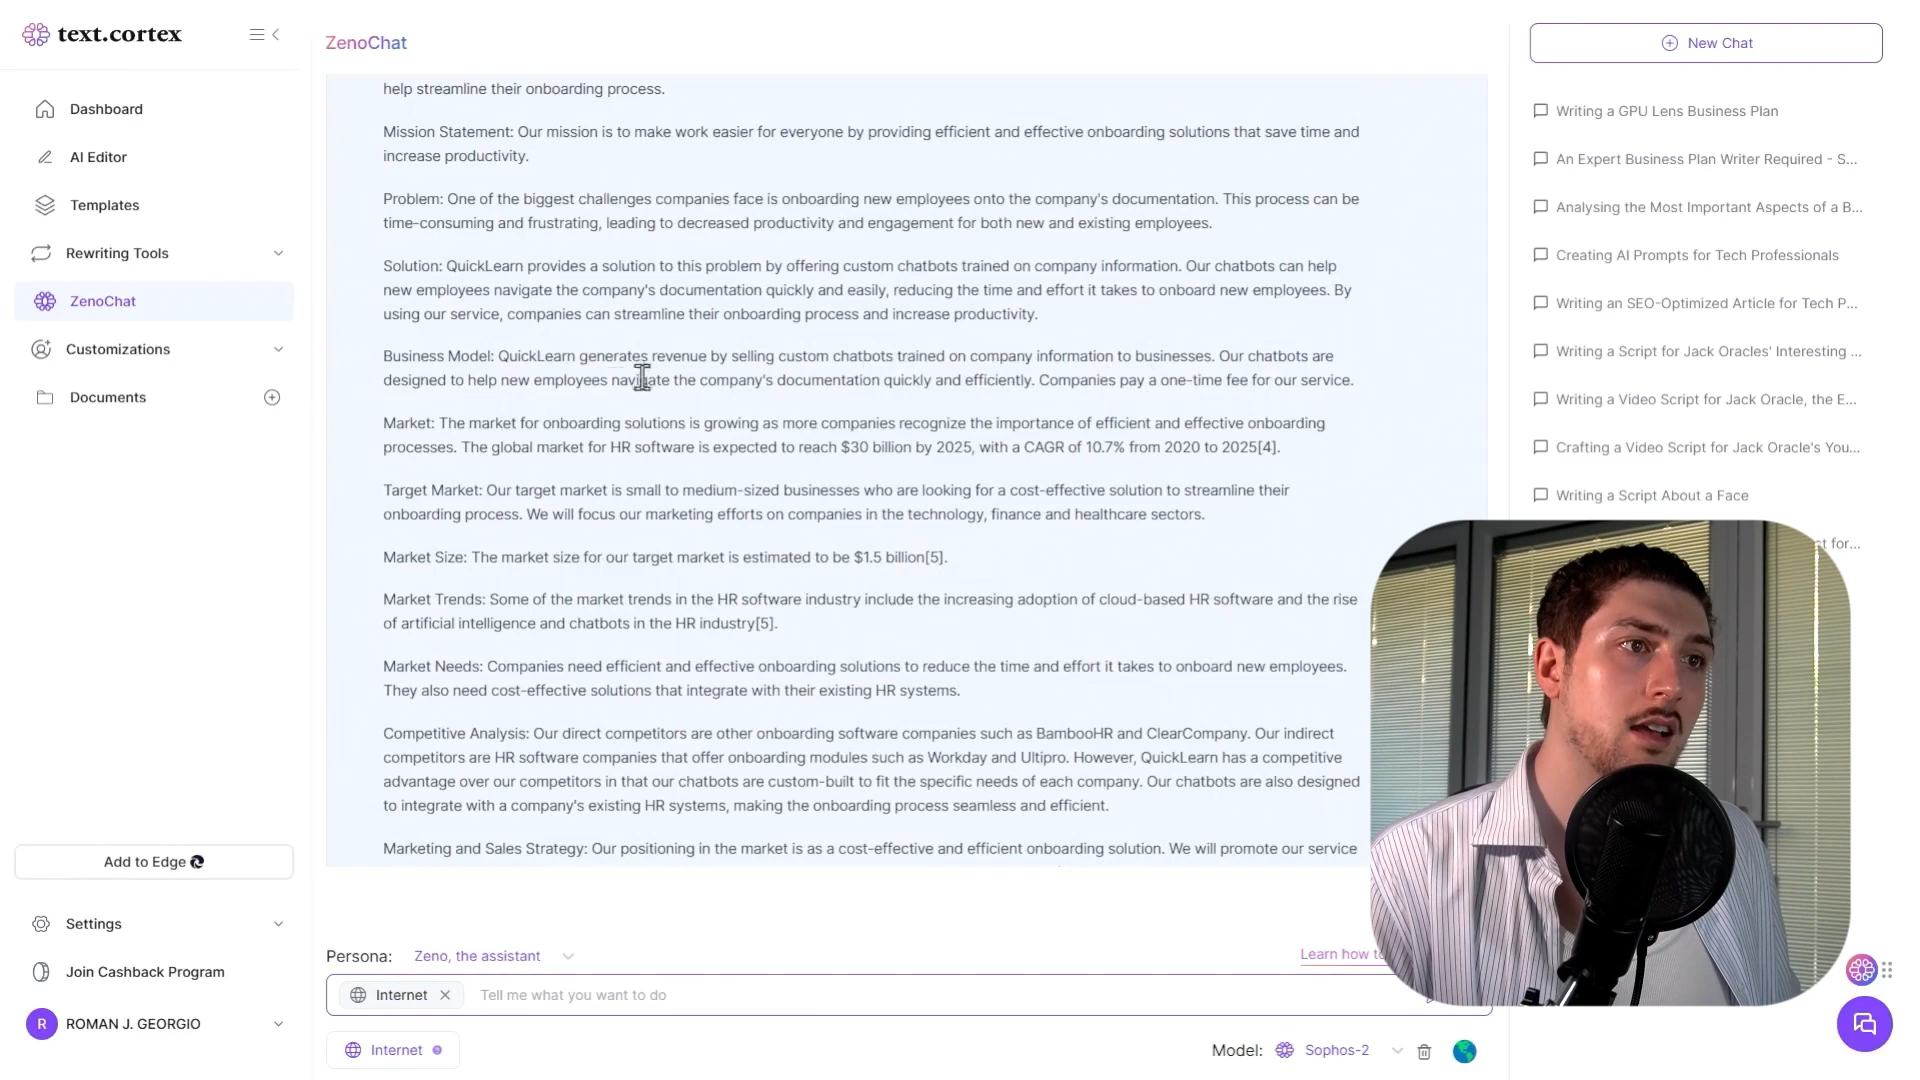 text.cortex
Dashboard
AI Editor
Templates
Rewriting Tools
ZenoChat
Customizations
Documents
Add to Edge
Settings
Join Cashback Program
R
ROMAN J. GEORGIO
ZenoChat
help streamline their onboarding process.
Mission Statement: Our mission is to make work easier for everyone by providing efficient and effective onboarding solutions that save time and
increase productivity.
Problem: One of the biggest challenges companies face is onboarding new employees onto the company's documentation. This process can be
time-consuming and frustrating, leading to decreased productivity and engagement for both new and existing employees.
Solution: QuickLearn provides a solution to this problem by offering custom chatbots trained on company information. Our chatbots can help
new employees navigate the company's documentation quickly and easily, reducing the time and effort it takes to onboard new employees. By
using our service, companies can streamline their onboarding process and increase productivity.
Business Model: QuickLearn generates revenue by selling custom chatbots trained on company information to businesses. Our chatbots are
designed to help new employees navigate the company's documentation quickly and efficiently. Companies pay a one-time fee for our service.
Market: The market for onboarding solutions is growing as more companies recognize the importance of efficient and effective onboarding
processes. The global market for HR software is expected to reach $30 billion by 2025, with a CAGR of 10.7% from 2020 to 2025[4].
Target Market: Our target market is small to medium-sized businesses who are looking for a cost-effective solution to streamline their
onboarding process. We will focus our marketing efforts on companies in the technology, finance and healthcare sectors.
Market Size: The market size for our target market is estimated to be $1.5 billion[5].
Market Trends: Some of the market trends in the HR software industry include the increasing adoption of cloud-based HR software and the rise
of artificial intelligence and chatbots in the HR industry[5].
Market Needs: Companies need efficient and effective onboarding solutions to reduce the time and effort it takes to onboard new employees.
They also need cost-effective solutions that integrate with their existing HR systems.
Competitive Analysis: Our direct competitors are other onboarding software companies such as BambooHR and ClearCompany. Our indirect
competitors are HR software companies that offer onboarding modules such as Workday and Ultipro. However, QuickLearn has a competitive
advantage over our competitors in that our chatbots are custom-built to fit the specific needs of each company. Our chatbots are also designed
to integrate with a company's existing HR systems, making the onboarding process seamless and efficient.
Marketing and Sales Strategy: Our positioning in the market is as a cost-effective and efficient onboarding solution. We will promote our service
Persona: Zeno, the assistant
Learn how to
Internet
Tell me what you want to do
Internet
Model: Sophos-2
New Chat
Writing a GPU Lens Business Plan
An Expert Business Plan Writer Required - S...
Analysing the Most Important Aspects of a B...
Creating AI Prompts for Tech Professionals
Writing an SEO-Optimized Article for Tech P...
Writing a Script for Jack Oracles' Interesting ...
Writing a Video Script for Jack Oracle, the E...
Crafting a Video Script for Jack Oracle's You...
Writing a Script About a Face
for...